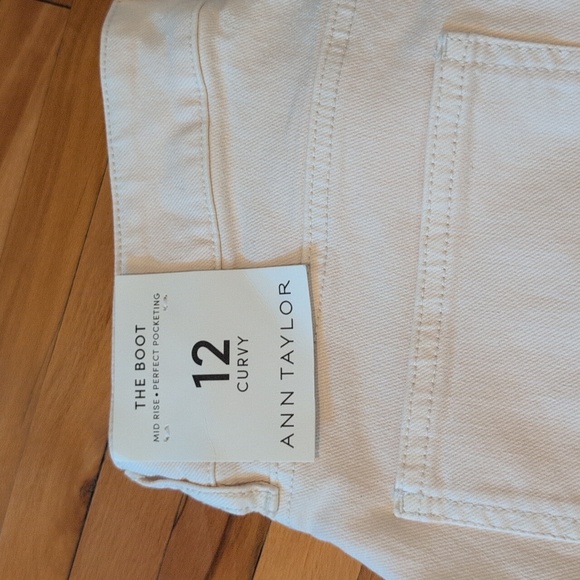 THE BOOT
MID RISE • PERFECT POCKETING
12
CURVY
ANN TAYLOR